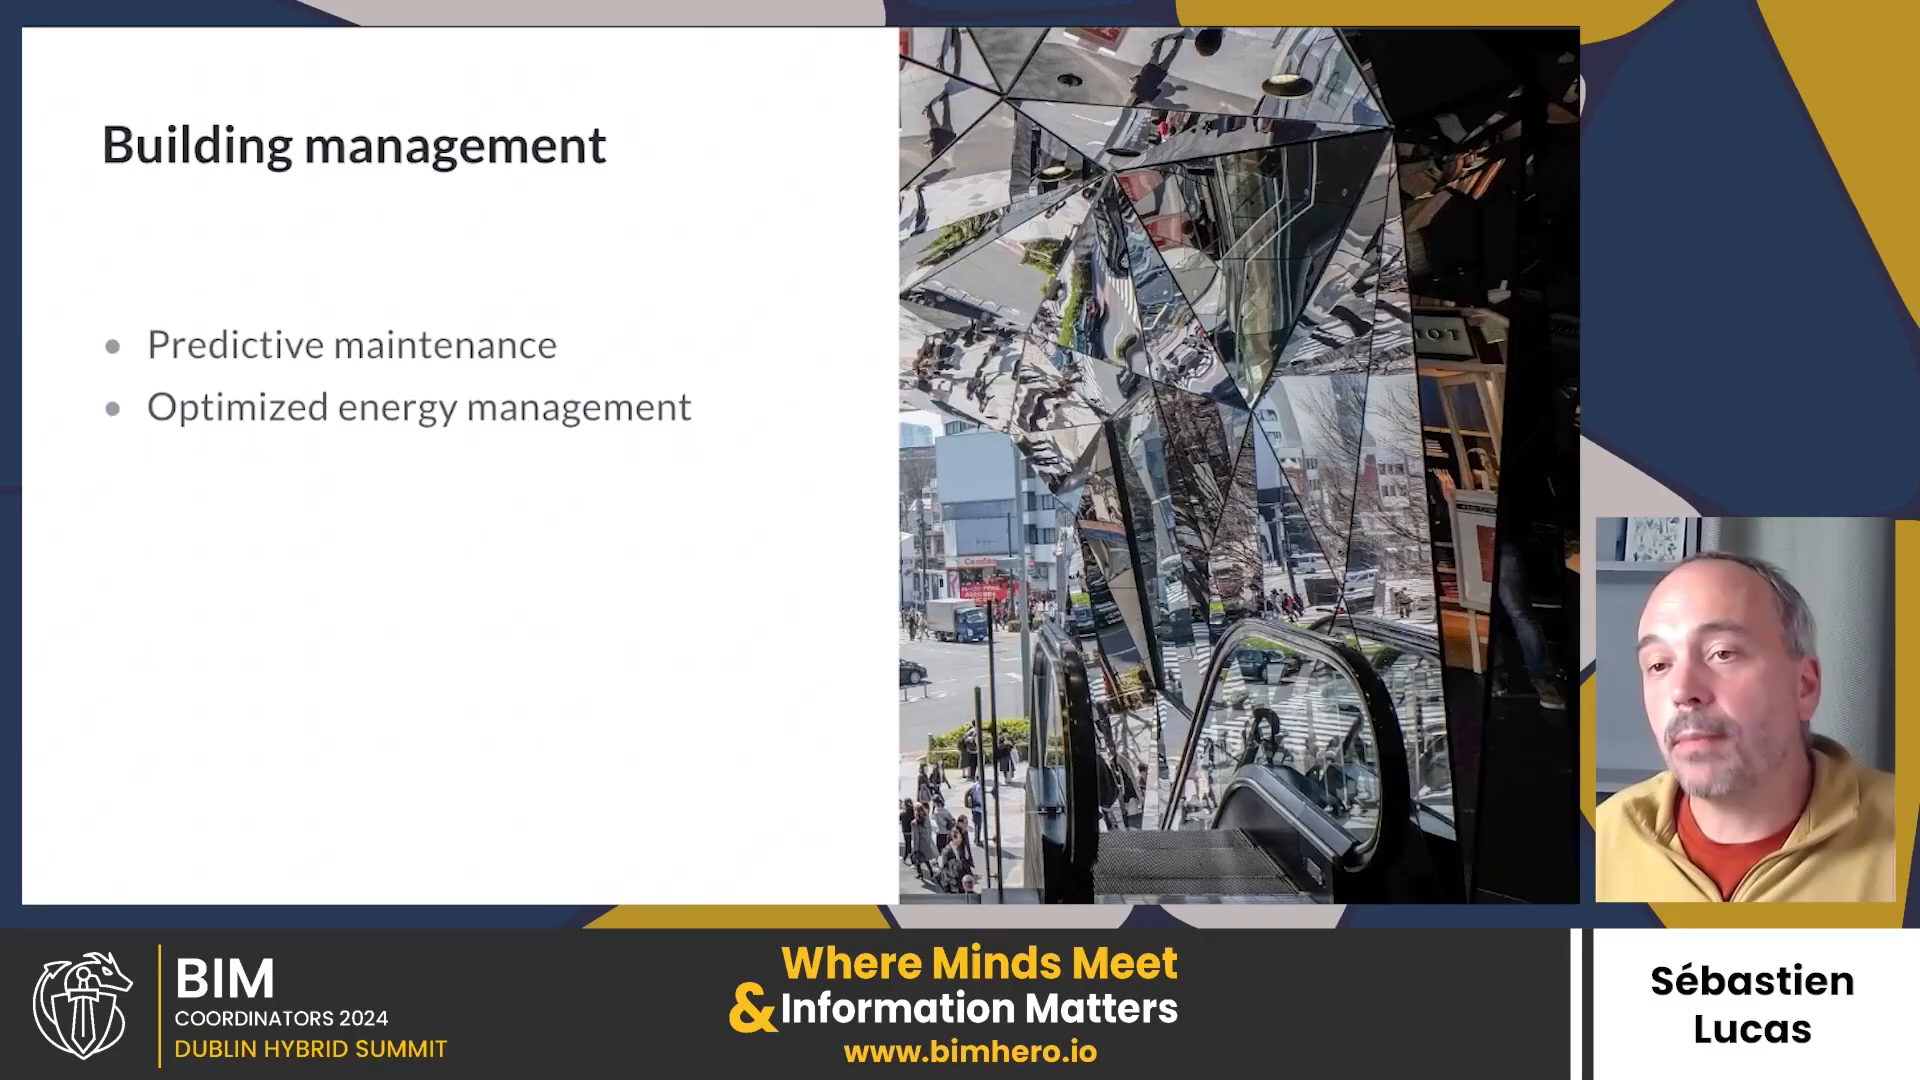 Building management
Predictive maintenance
Optimized energy management
BIM
COORDINATORS 2024
DUBLIN HYBRID SUMMIT
Where Minds Meet
& Information Matters
www.bimhero.io
Sébastien
Lucas